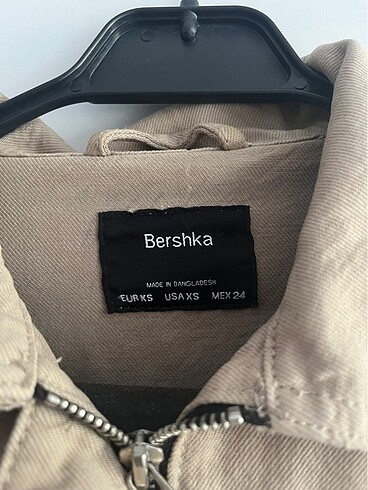 Bershka
MADE IN BANGLADESH
EUR XS USA XS MEX 24